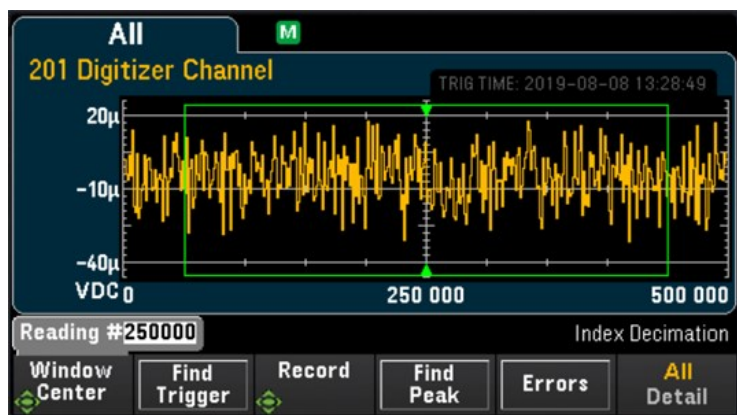 All M
201 Digitizer Channel
TRIG TIME: 2019-08-08 13:28:49
20µ
-10µ
-40µ
VDC 0 250 000 500 000
Reading #250000 Index Decimation
Window Center Find Trigger Record Find Peak Errors All Detail